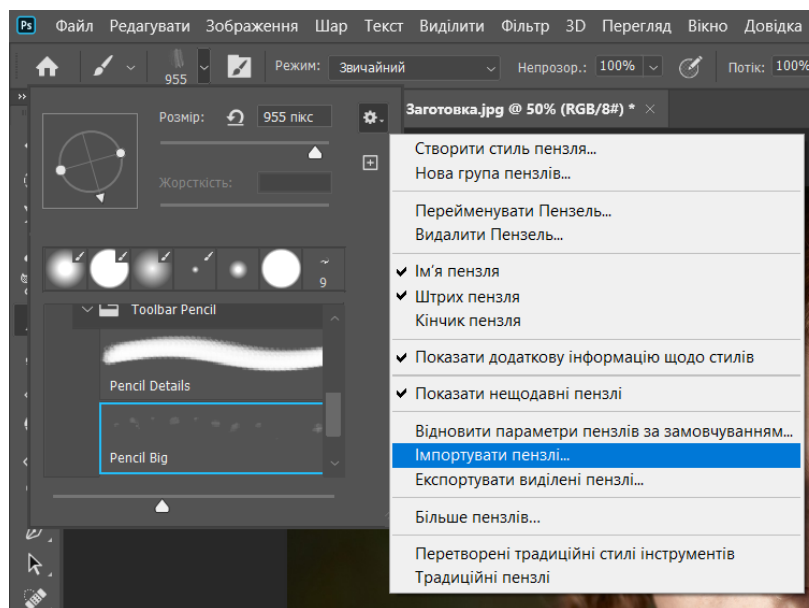 Ps Файл Редагувати Зображення Шар Текст Виділити Фільтр 3D Перегляд Вікно Довідка
955 Режим: Звичайний Непрозор.: 100% Потік: 100%
Заготовка.jpg @ 50% (RGB/8#) * ×
Розмір: 955 пікс
Жорсткість:
9
Toolbar Pencil
Pencil Details
Pencil Big
Створити стиль пензля...
Нова група пензлів...
Перейменувати Пензель...
Видалити Пензель...
Ім'я пензля
Штрих пензля
Кінчик пензля
Показати додаткову інформацію щодо стилів
Показати нещодавні пензлі
Відновити параметри пензлів за замовчуванням...
Імпортувати пензлі...
Експортувати виділені пензлі...
Більше пензлів...
Перетворені традиційні стилі інструментів
Традиційні пензлі